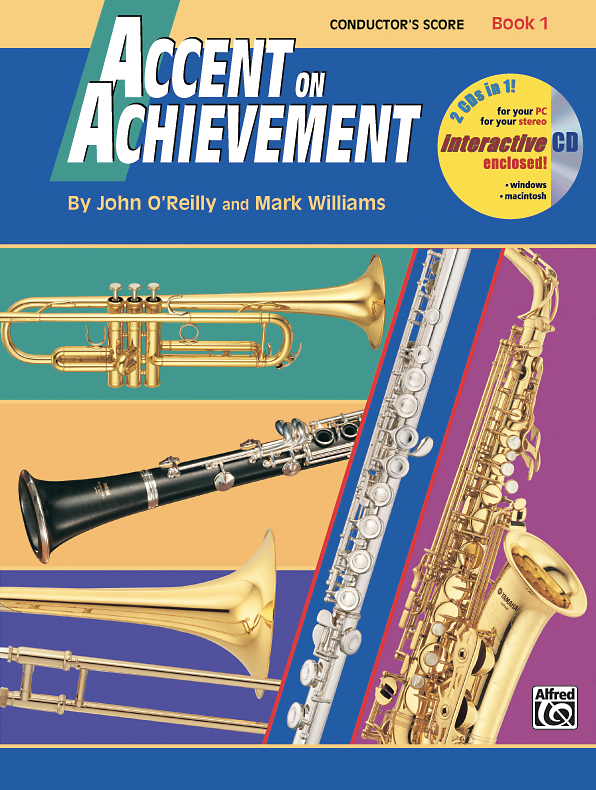 CONDUCTOR'S SCORE Book 1
ACCENT ON
ACHIEVEMENT
2 CDs in 1!
for your PC
for your stereo
interactive CD
enclosed!
• windows
• macintosh
By John O'Reilly and Mark Williams
YAMAHA
Alfred